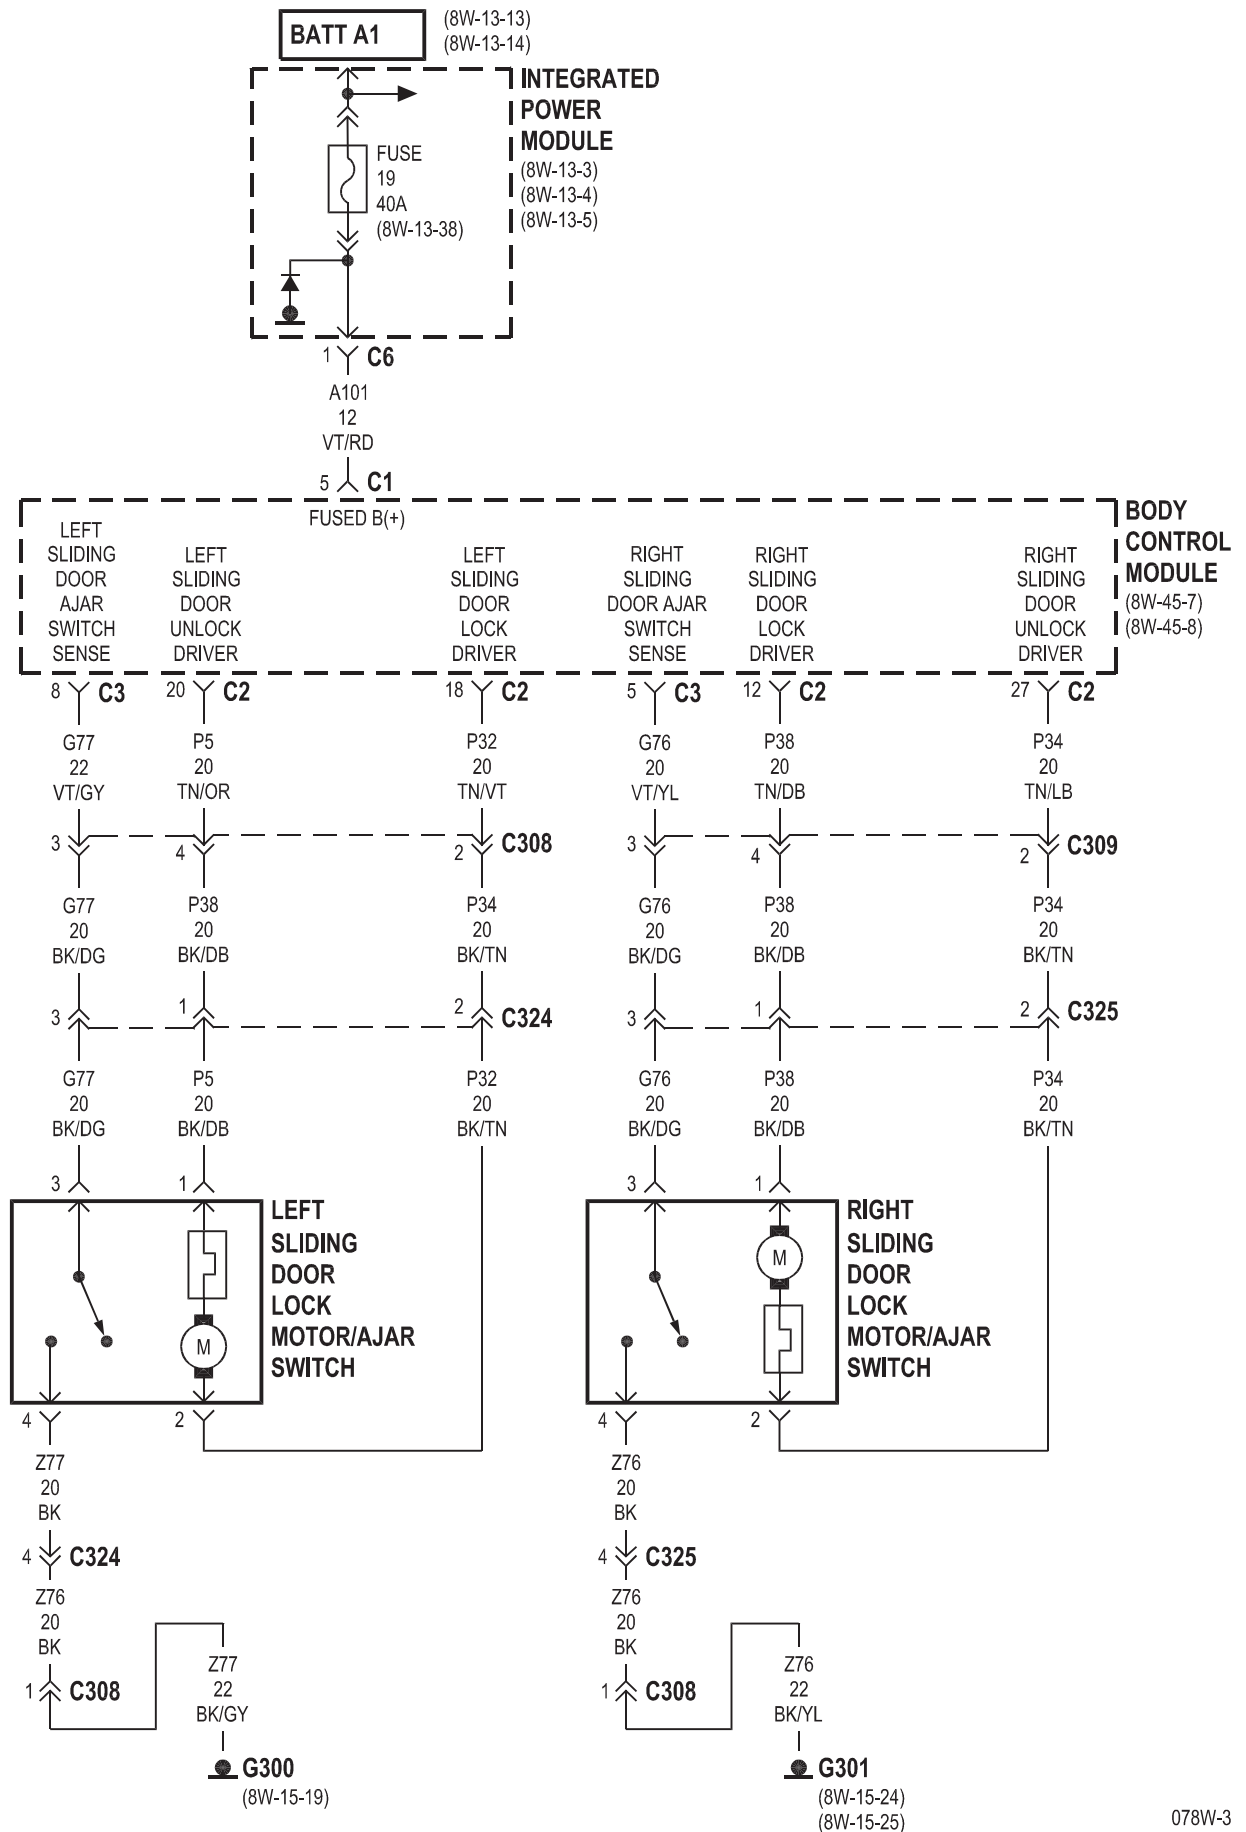 BATT A1
(8W-13-13)
(8W-13-14)
INTEGRATED
POWER
MODULE
(8W-13-3)
(8W-13-4)
(8W-13-5)
FUSE
19
40A
(8W-13-38)
1 C6
A101
12
VT/RD
5 C1
FUSED B(+)
BODY
CONTROL
MODULE
(8W-45-7)
(8W-45-8)
LEFT
SLIDING
DOOR
AJAR
SWITCH
SENSE
LEFT
SLIDING
DOOR
UNLOCK
DRIVER
LEFT
SLIDING
DOOR
LOCK
DRIVER
RIGHT
SLIDING
DOOR AJAR
SWITCH
SENSE
RIGHT
SLIDING
DOOR
LOCK
DRIVER
RIGHT
SLIDING
DOOR
UNLOCK
DRIVER
8 C3 20 C2 18 C2 5 C3 12 C2 27 C2
G77 P5 P32 G76 P38 P34
22 20 20 20 20 20
VT/GY TN/OR TN/VT VT/YL TN/DB TN/LB
3 4 2 C308 3 4 2 C309
G77 P38 P34 G76 P38 P34
20 20 20 20 20 20
BK/DG BK/DB BK/TN BK/DG BK/DB BK/TN
3 1 2 C324 3 1 2 C325
G77 P5 P32 G76 P38 P34
20 20 20 20 20 20
BK/DG BK/DB BK/TN BK/DG BK/DB BK/TN
3 1 3 1
LEFT
SLIDING
DOOR
LOCK
MOTOR/AJAR
SWITCH
M
RIGHT
SLIDING
DOOR
LOCK
MOTOR/AJAR
SWITCH
M
4 2 4 2
Z77 Z76
20 20
BK BK
4 C324 4 C325
Z76 Z76
20 20
BK BK
1 C308 1 C308
Z77 Z76
22 22
BK/GY BK/YL
G300
(8W-15-19)
G301
(8W-15-24)
(8W-15-25)
078W-3